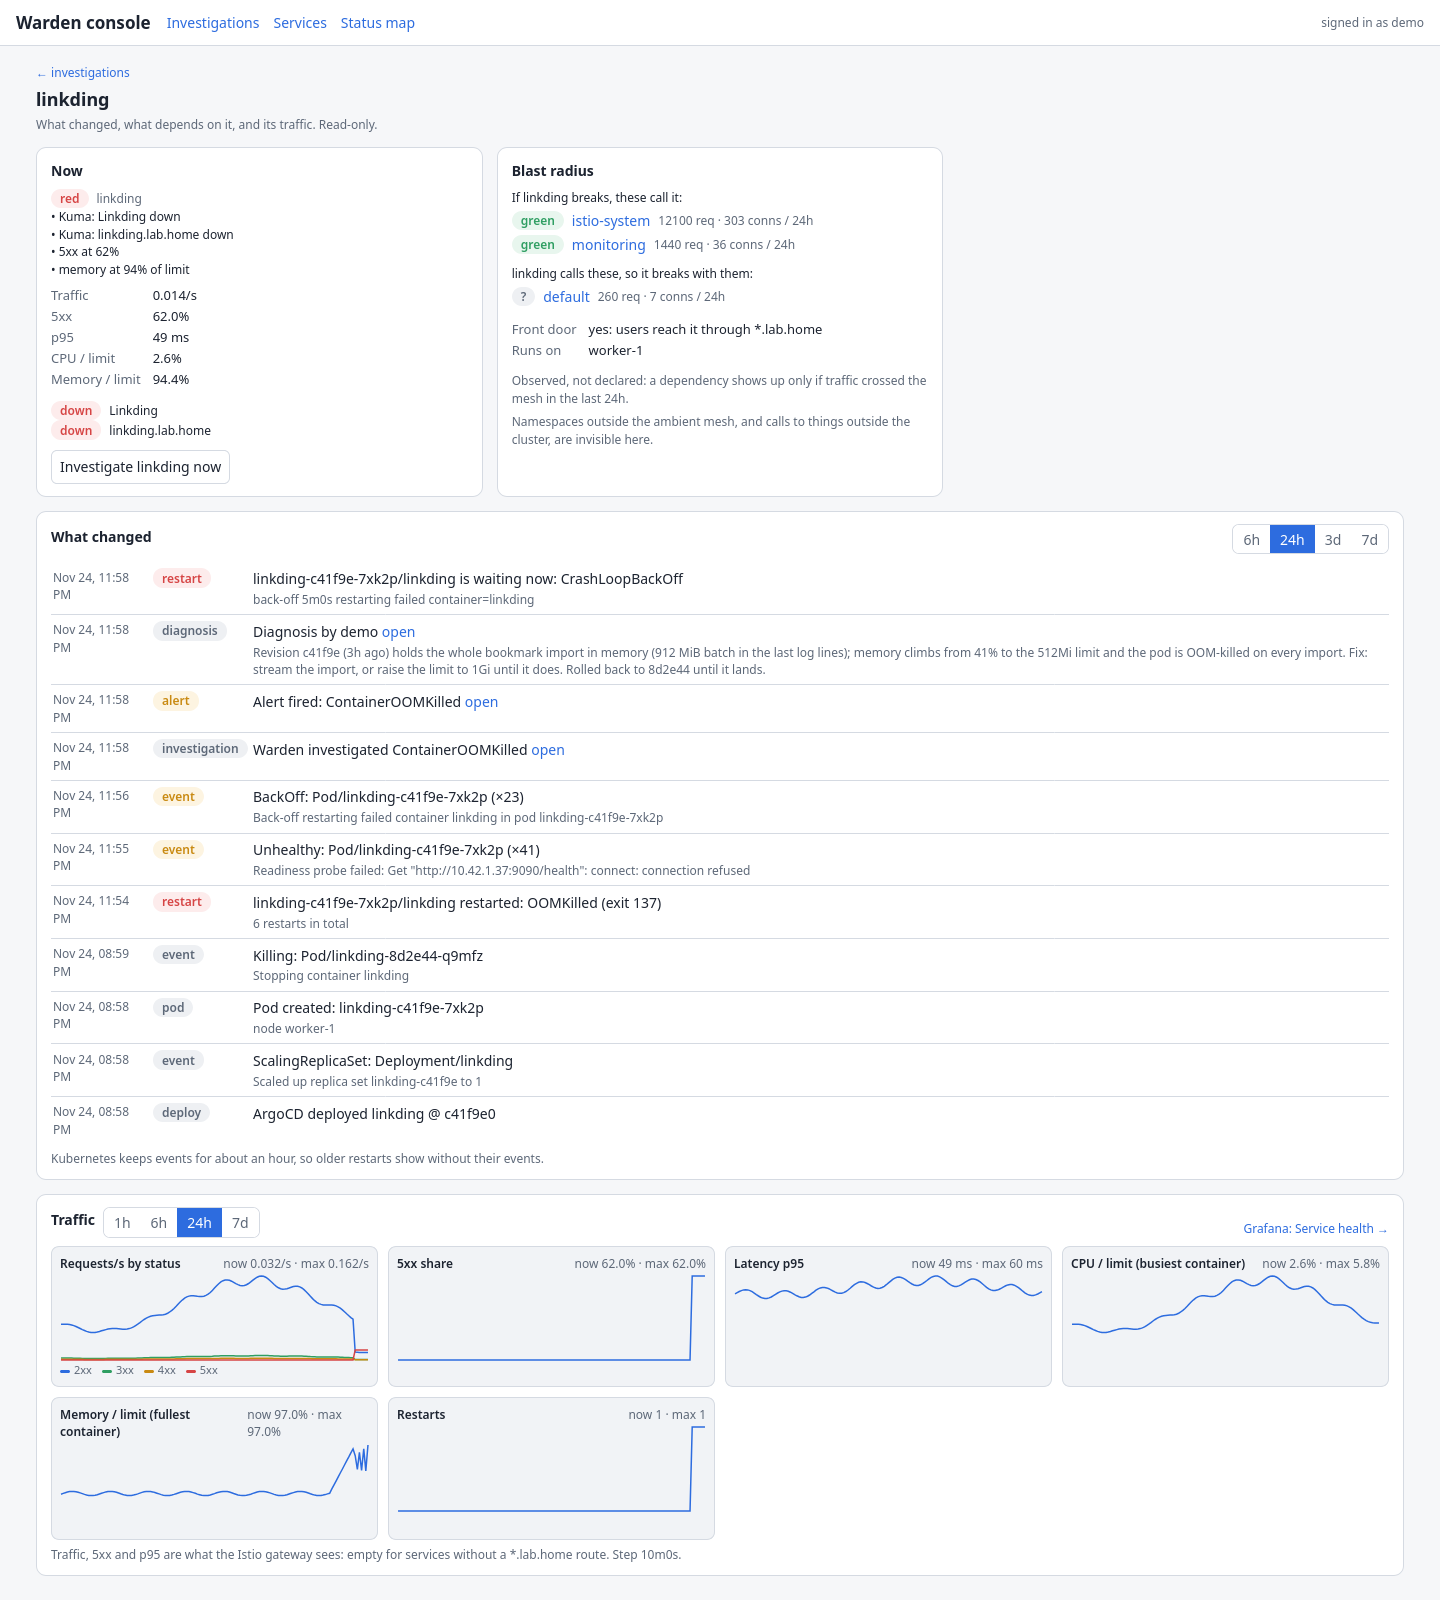 Warden console Investigations Services Status map signed in as demo
← investigations
linkding
What changed, what depends on it, and its traffic. Read-only.
Now
red linkding
• Kuma: Linkding down
• Kuma: linkding.lab.home down
• 5xx at 62%
• memory at 94% of limit
Traffic 0.014/s
5xx 62.0%
p95 49 ms
CPU / limit 2.6%
Memory / limit 94.4%
down Linkding
down linkding.lab.home
Investigate linkding now
Blast radius
If linkding breaks, these call it:
green istio-system 12100 req · 303 conns / 24h
green monitoring 1440 req · 36 conns / 24h
linkding calls these, so it breaks with them:
? default 260 req · 7 conns / 24h
Front door yes: users reach it through *.lab.home
Runs on worker-1
Observed, not declared: a dependency shows up only if traffic crossed the
mesh in the last 24h.
Namespaces outside the ambient mesh, and calls to things outside the
cluster, are invisible here.
What changed 6h 24h 3d 7d
Nov 24, 11:58
PM
restart
linkding-c41f9e-7xk2p/linkding is waiting now: CrashLoopBackOff
back-off 5m0s restarting failed container=linkding
Nov 24, 11:58
PM
diagnosis
Diagnosis by demo open
Revision c41f9e (3h ago) holds the whole bookmark import in memory (912 MiB batch in the last log lines); memory climbs from 41% to the 512Mi limit and the pod is OOM-killed on every import. Fix:
stream the import, or raise the limit to 1Gi until it does. Rolled back to 8d2e44 until it lands.
Nov 24, 11:58
PM
alert
Alert fired: ContainerOOMKilled open
Nov 24, 11:58
PM
investigation
Warden investigated ContainerOOMKilled open
Nov 24, 11:56
PM
event
BackOff: Pod/linkding-c41f9e-7xk2p (×23)
Back-off restarting failed container linkding in pod linkding-c41f9e-7xk2p
Nov 24, 11:55
PM
event
Unhealthy: Pod/linkding-c41f9e-7xk2p (×41)
Readiness probe failed: Get "http://10.42.1.37:9090/health": connect: connection refused
Nov 24, 11:54
PM
restart
linkding-c41f9e-7xk2p/linkding restarted: OOMKilled (exit 137)
6 restarts in total
Nov 24, 08:59
PM
event
Killing: Pod/linkding-8d2e44-q9mfz
Stopping container linkding
Nov 24, 08:58
PM
pod
Pod created: linkding-c41f9e-7xk2p
node worker-1
Nov 24, 08:58
PM
event
ScalingReplicaSet: Deployment/linkding
Scaled up replica set linkding-c41f9e to 1
Nov 24, 08:58
PM
deploy
ArgoCD deployed linkding @ c41f9e0
Kubernetes keeps events for about an hour, so older restarts show without their events.
Traffic 1h 6h 24h 7d Grafana: Service health →
Requests/s by status now 0.032/s · max 0.162/s
2xx 3xx 4xx 5xx
5xx share now 62.0% · max 62.0%
Latency p95 now 49 ms · max 60 ms
CPU / limit (busiest container) now 2.6% · max 5.8%
Memory / limit (fullest
container)
now 97.0% · max
97.0%
Restarts now 1 · max 1
Traffic, 5xx and p95 are what the Istio gateway sees: empty for services without a *.lab.home route. Step 10m0s.